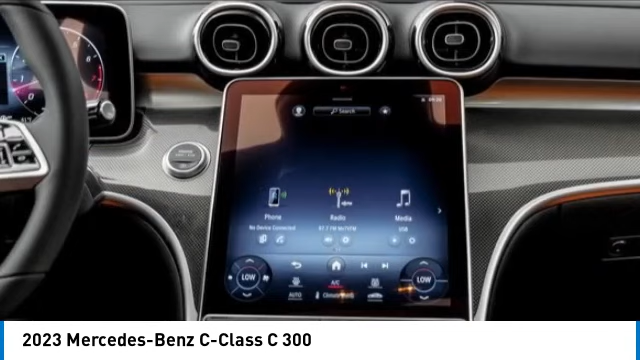 Search
Phone
Radio
Media
No Device Connected
USB
LOW
A/C
LOW
AUTO
2023 Mercedes-Benz C-Class C 300